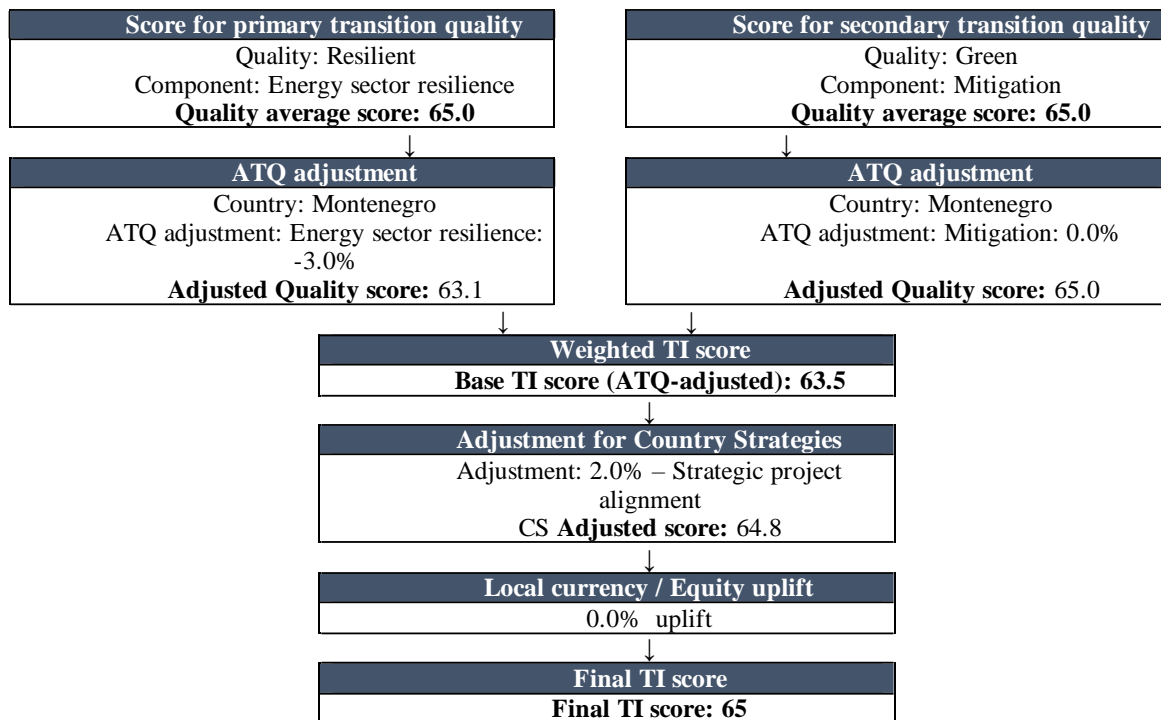 Score for primary transition quality
Quality: Resilient
Component: Energy sector resilience
Quality average score: 65.0
Score for secondary transition quality
Quality: Green
Component: Mitigation
Quality average score: 65.0
↓
↓
ATQ adjustment
Country: Montenegro
ATQ adjustment: Energy sector resilience:
-3.0%
Adjusted Quality score: 63.1
ATQ adjustment
Country: Montenegro
ATQ adjustment: Mitigation: 0.0%
Adjusted Quality score: 65.0
↓ ↓
Weighted TI score
Base TI score (ATQ-adjusted): 63.5
↓
Adjustment for Country Strategies
Adjustment: 2.0% – Strategic project
alignment
CS Adjusted score: 64.8
↓
Local currency / Equity uplift
0.0% uplift
↓
Final TI score
Final TI score: 65